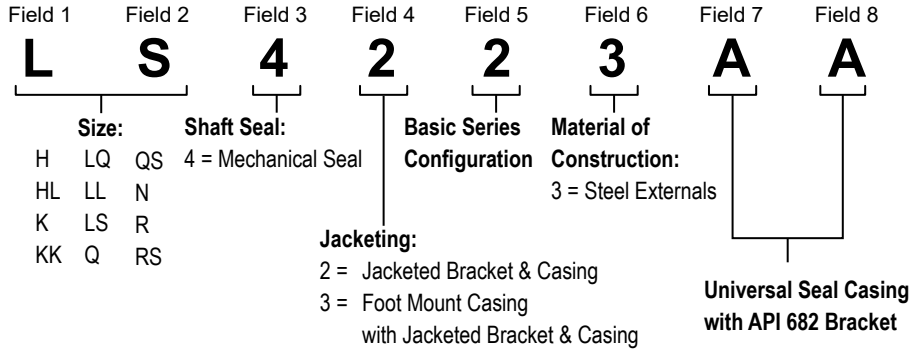 Field 1 Field 2 Field 3 Field 4 Field 5 Field 6 Field 7 Field 8
L S 4 2 2 3 A A
Size:
H LQ QS
HL LL N
K LS R
KK Q RS
Shaft Seal:
4 = Mechanical Seal
Jacketing:
2 = Jacketed Bracket & Casing
3 = Foot Mount Casing
with Jacketed Bracket & Casing
Basic Series
Configuration
Material of
Construction:
3 = Steel Externals
Universal Seal Casing
with API 682 Bracket